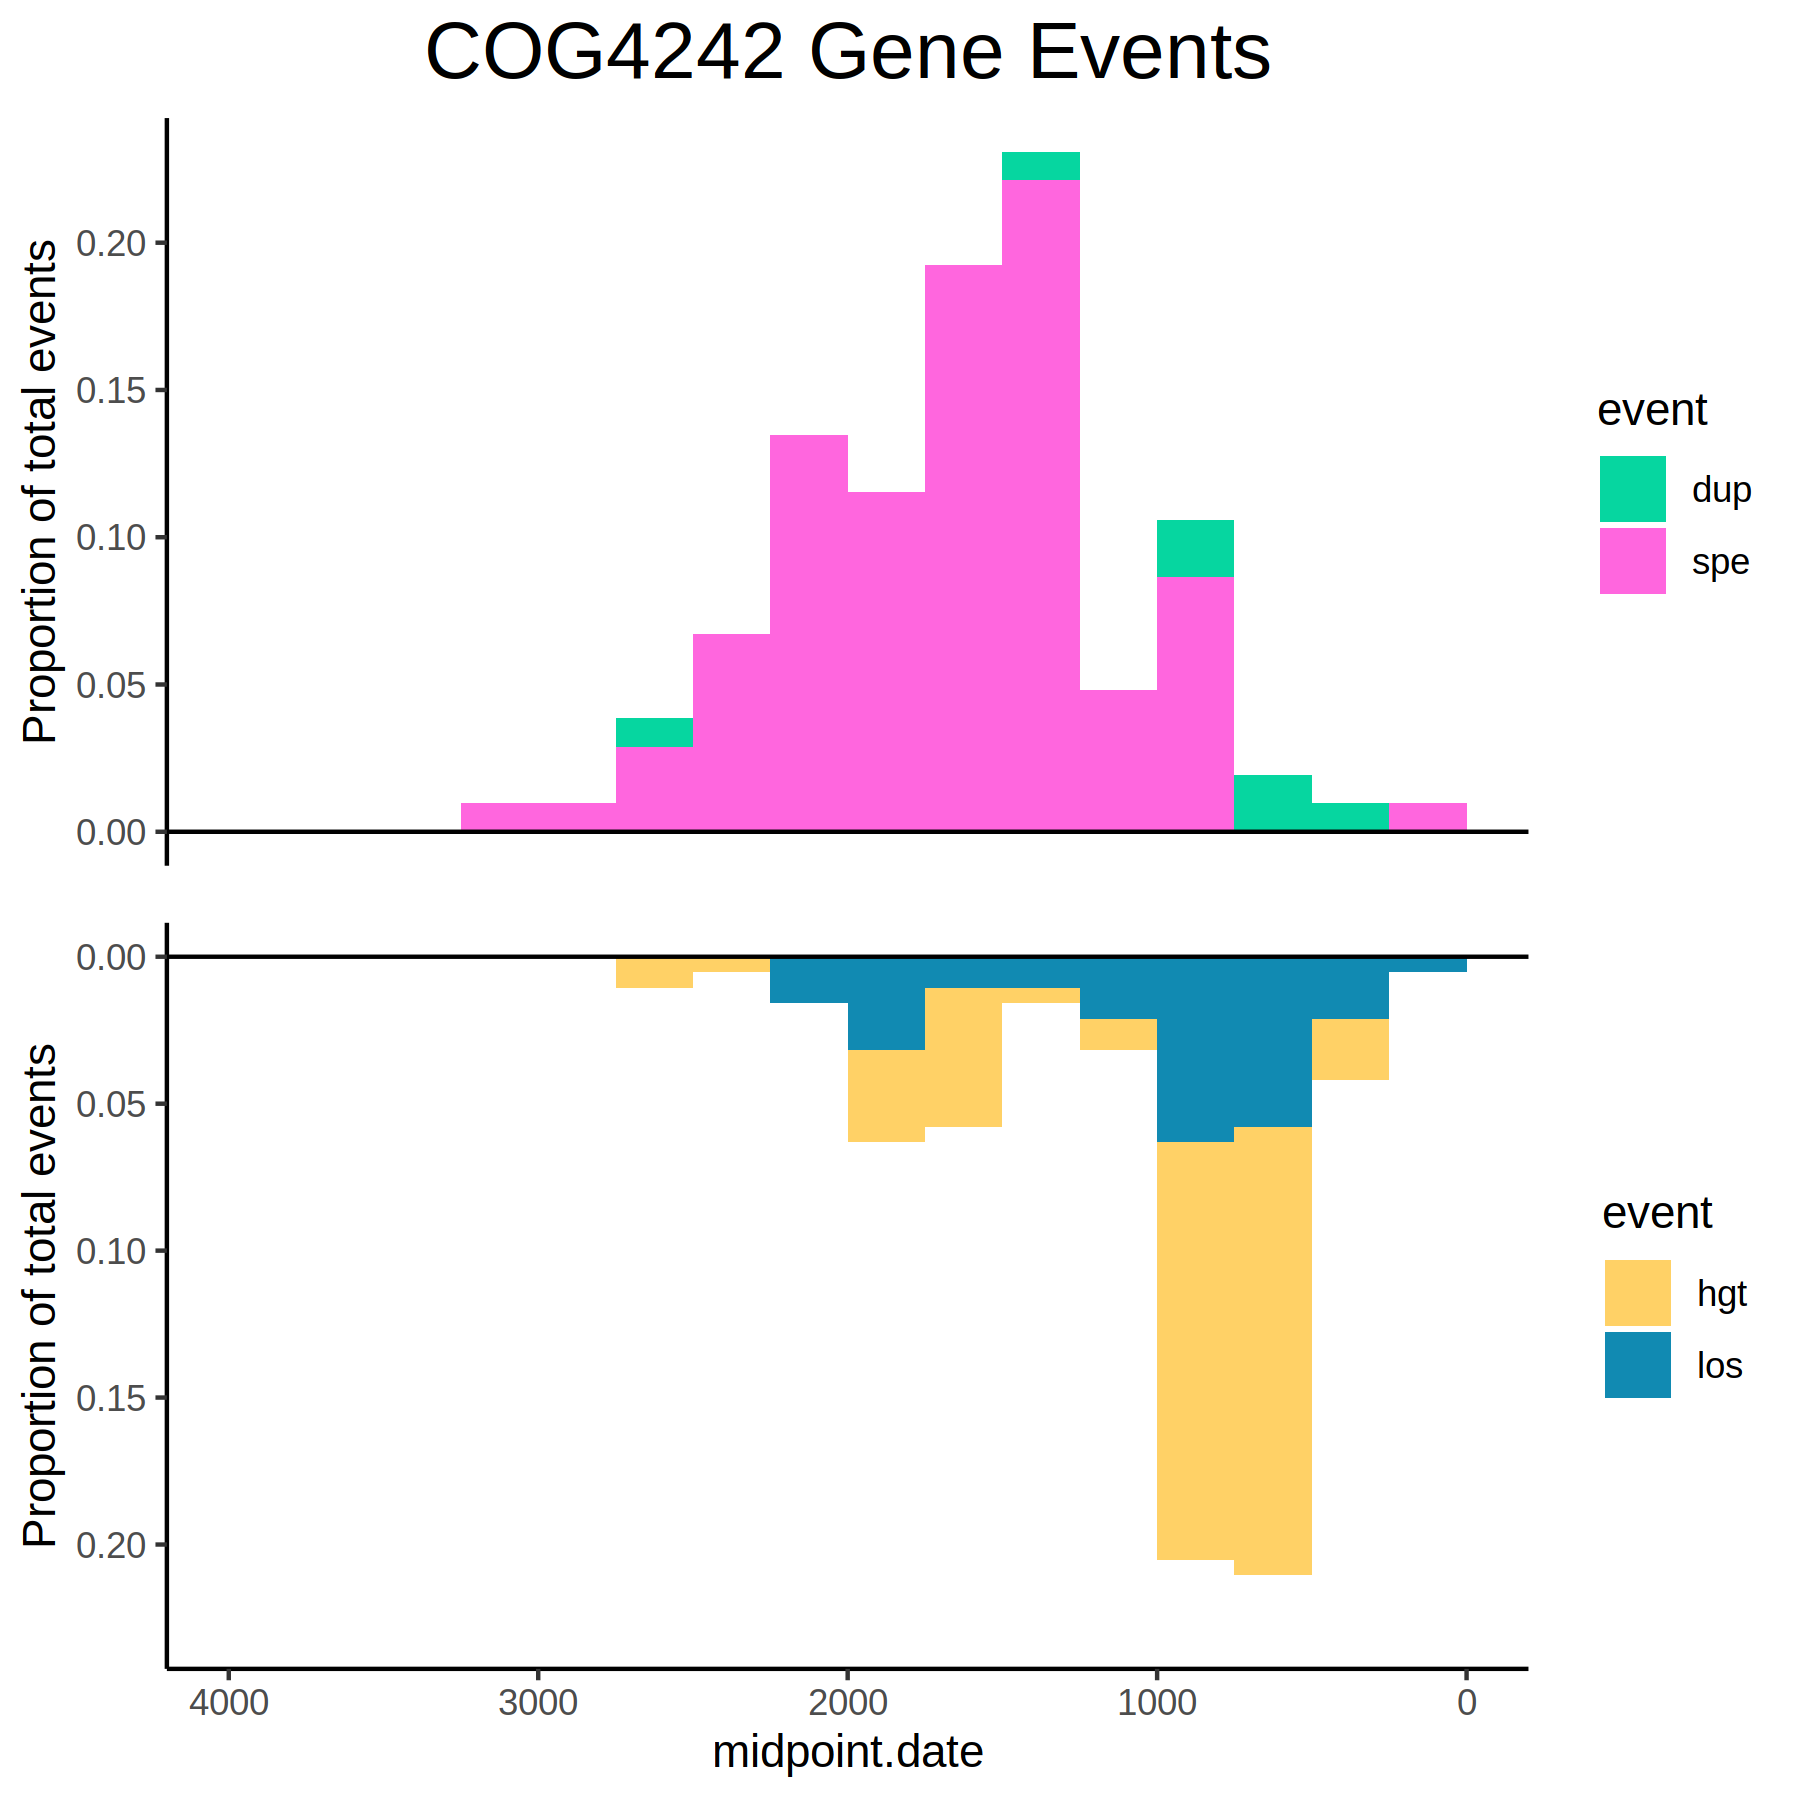 COG4242 Gene Events
Proportion of total events
0.20
0.15
0.10
0.05
0.00
event
dup
spe
Proportion of total events
0.00
0.05
0.10
0.15
0.20
event
hgt
los
4000 3000 2000 1000 0
midpoint.date